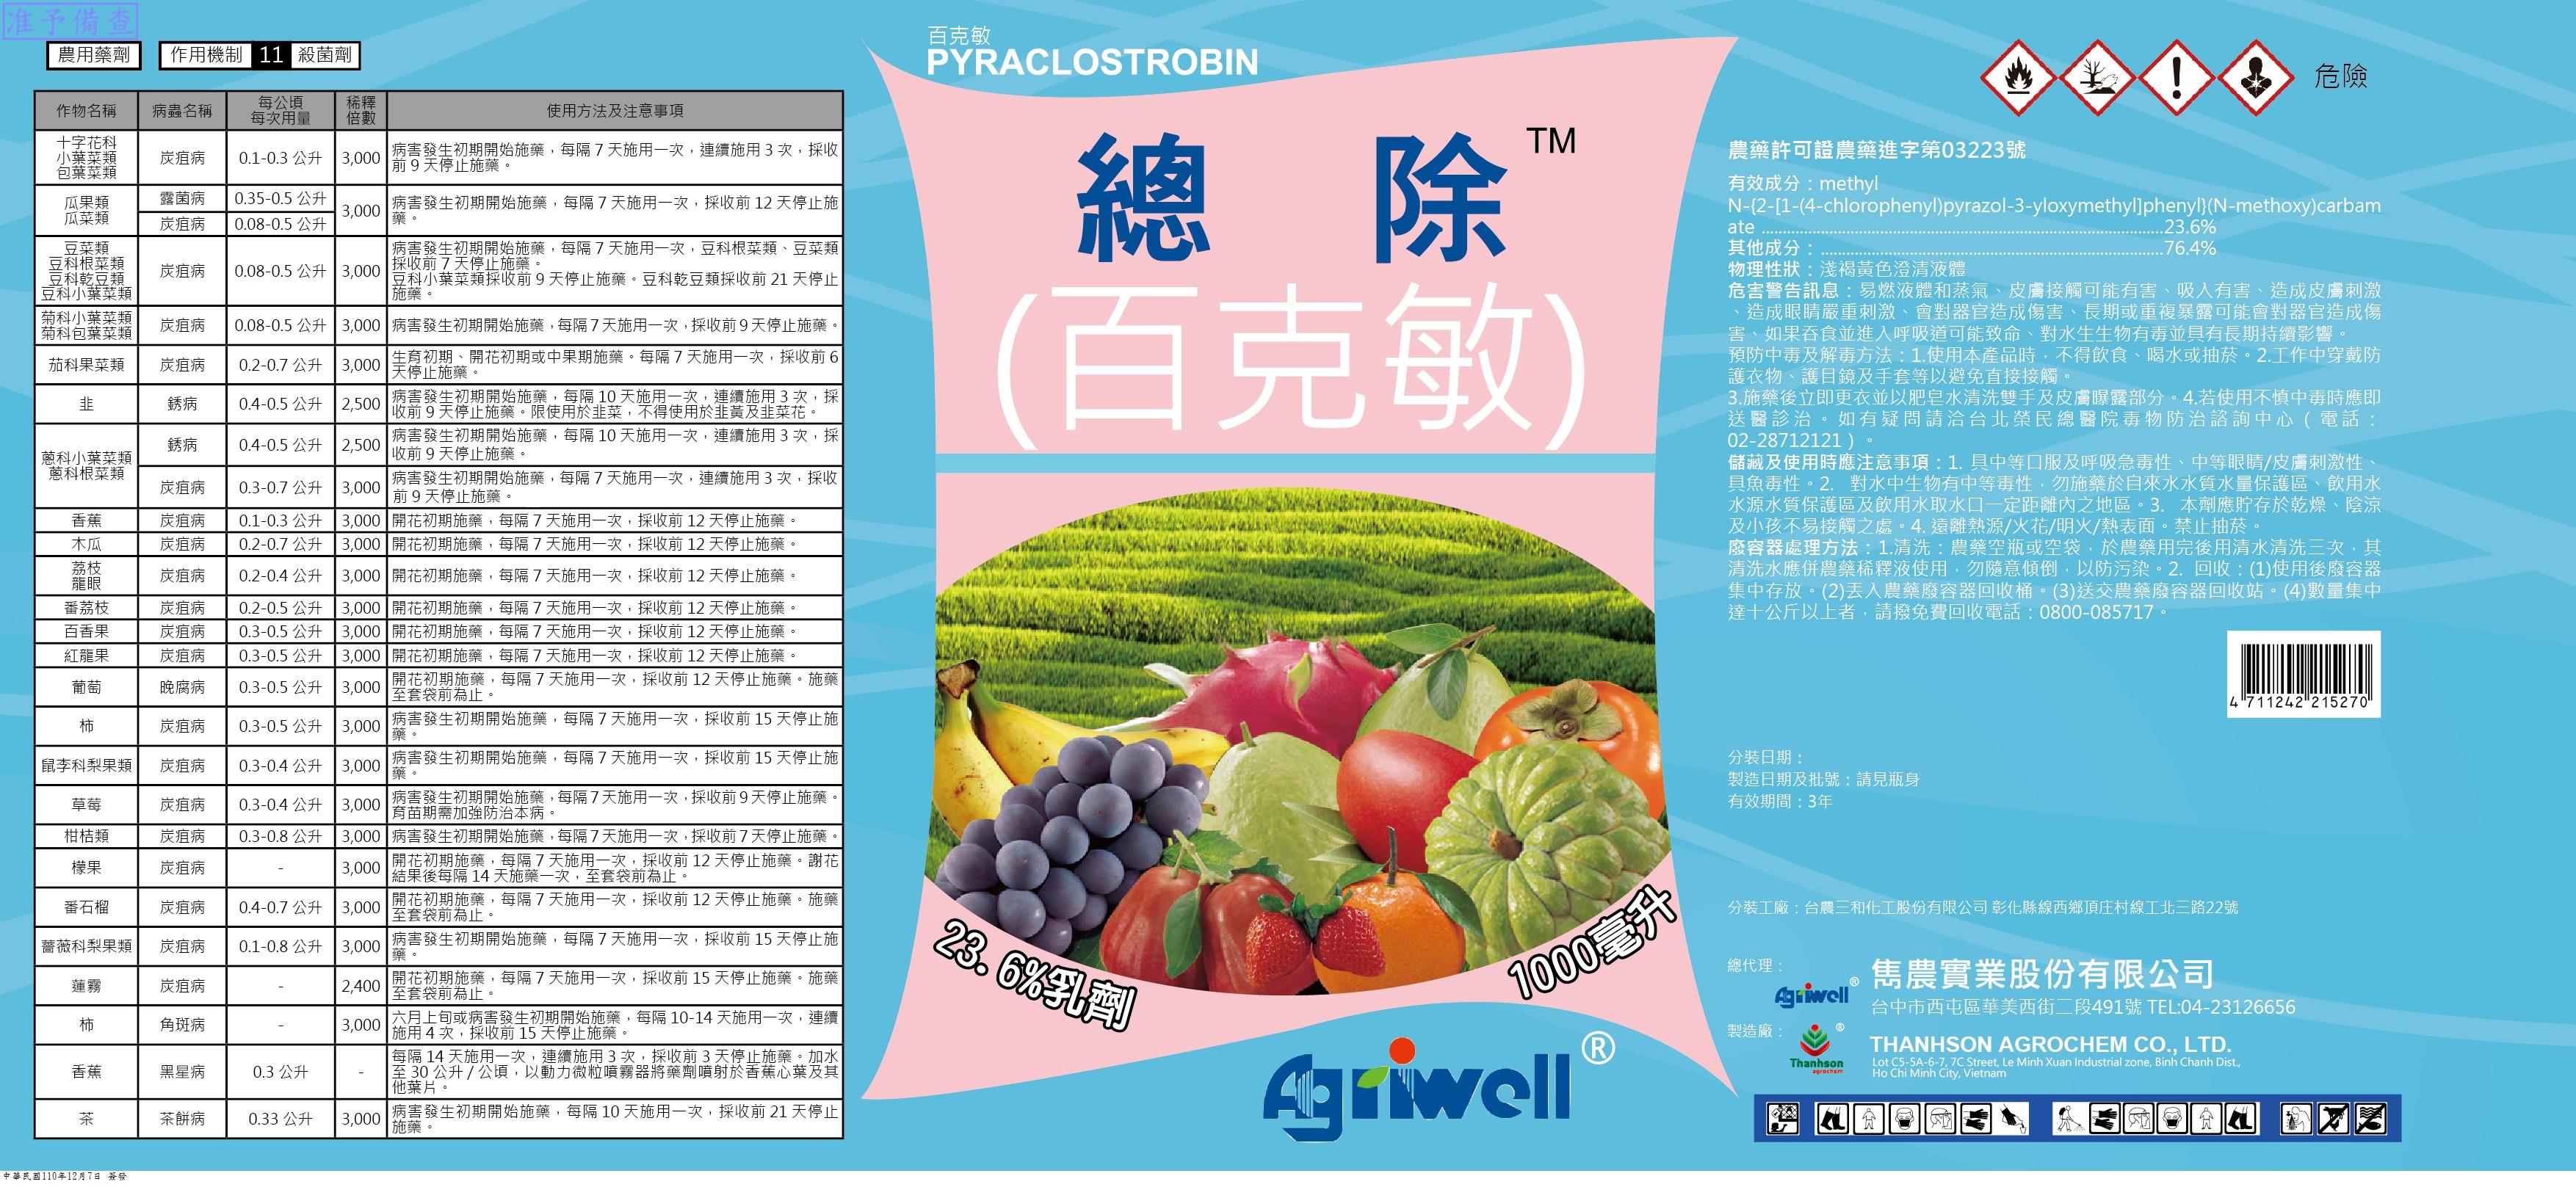 准予備查
農用藥劑 作用機制 11 殺菌劑
作物名稱 病蟲名稱 每公頃每次用量 稀釋倍數 使用方法及注意事項
十字花科
小葉菜類
包葉菜類
炭疽病 0.1-0.3 公升 3,000
病害發生初期開始施藥，每隔 7 天施用一次，連續施用 3 次，採收
前 9 天停止施藥。
瓜果類
瓜菜類
露菌病 0.35-0.5 公升
炭疽病 0.08-0.5 公升
3,000
病害發生初期開始施藥，每隔 7 天施用一次，採收前 12 天停止施
藥。
豆菜類
豆科根菜類
豆科乾豆類
豆科小葉菜類
炭疽病 0.08-0.5 公升 3,000
病害發生初期開始施藥，每隔 7 天施用一次，豆科根菜類、豆菜類
採收前 7 天停止施藥。
豆科小葉菜類採收前 9 天停止施藥。豆科乾豆類採收前 21 天停止
施藥。
菊科小葉菜類
菊科包葉菜類
炭疽病 0.08-0.5 公升 3,000 病害發生初期開始施藥，每隔 7 天施用一次，採收前 9 天停止施藥。
茄科果菜類 炭疽病 0.2-0.7 公升 3,000
生育初期、開花初期或中果期施藥。每隔 7 天施用一次，採收前 6
天停止施藥。
韭 銹病 0.4-0.5 公升 2,500
病害發生初期開始施藥，每隔 10 天施用一次，連續施用 3 次，採
收前 9 天停止施藥。限使用於韭菜，不得使用於韭黃及韭菜花。
蔥科小葉菜類
蔥科根菜類
銹病 0.4-0.5 公升 2,500
病害發生初期開始施藥，每隔 10 天施用一次，連續施用 3 次，採
收前 9 天停止施藥。
炭疽病 0.3-0.7 公升 3,000
病害發生初期開始施藥，每隔 7 天施用一次，連續施用 3 次，採收
前 9 天停止施藥。
香蕉 炭疽病 0.1-0.3 公升 3,000 開花初期施藥，每隔 7 天施用一次，採收前 12 天停止施藥。
木瓜 炭疽病 0.2-0.7 公升 3,000 開花初期施藥，每隔 7 天施用一次，採收前 12 天停止施藥。
荔枝
龍眼
炭疽病 0.2-0.4 公升 3,000 開花初期施藥，每隔 7 天施用一次，採收前 12 天停止施藥。
番荔枝 炭疽病 0.2-0.5 公升 3,000 開花初期施藥，每隔 7 天施用一次，採收前 12 天停止施藥。
百香果 炭疽病 0.3-0.5 公升 3,000 開花初期施藥，每隔 7 天施用一次，採收前 12 天停止施藥。
紅龍果 炭疽病 0.3-0.5 公升 3,000 開花初期施藥，每隔 7 天施用一次，採收前 12 天停止施藥。
葡萄 晚腐病 0.3-0.5 公升 3,000
開花初期施藥，每隔 7 天施用一次，採收前 12 天停止施藥。施藥
至套袋前為止。
柿 炭疽病 0.3-0.5 公升 3,000
病害發生初期開始施藥，每隔 7 天施用一次，採收前 15 天停止施
藥。
鼠李科梨果類 炭疽病 0.3-0.4 公升 3,000
病害發生初期開始施藥，每隔 7 天施用一次，採收前 15 天停止施
藥。
草莓 炭疽病 0.3-0.4 公升 3,000
病害發生初期開始施藥，每隔 7 天施用一次，採收前 9 天停止施藥。
育苗期需加強防治本病。
柑桔類 炭疽病 0.3-0.8 公升 3,000 病害發生初期開始施藥，每隔 7 天施用一次，採收前 7 天停止施藥。
檬果 炭疽病 - 3,000
開花初期施藥，每隔 7 天施用一次，採收前 12 天停止施藥。謝花
結果後每隔 14 天施藥一次，至套袋前為止。
番石榴 炭疽病 0.4-0.7 公升 3,000
開花初期施藥，每隔 7 天施用一次，採收前 12 天停止施藥。施藥
至套袋前為止。
薔薇科梨果類 炭疽病 0.1-0.8 公升 3,000
病害發生初期開始施藥，每隔 7 天施用一次，採收前 15 天停止施
藥。
蓮霧 炭疽病 - 2,400
開花初期施藥，每隔 7 天施用一次，採收前 15 天停止施藥。施藥
至套袋前為止。
柿 角斑病 - 3,000
六月上旬或病害發生初期開始施藥，每隔 10-14 天施用一次，連續
施用 4 次，採收前 15 天停止施藥。
香蕉 黑星病 0.3 公升 -
每隔 14 天施用一次，連續施用 3 次，採收前 3 天停止施藥。加水
至 30 公升 / 公頃，以動力微粒噴霧器將藥劑噴射於香蕉心葉及其
他葉片。
茶 茶餅病 0.33 公升 3,000
病害發生初期開始施藥，每隔 10 天施用一次，採收前 21 天停止
施藥。
中華民國110年12月7日 簽發
百克敏
PYRACLOSTROBIN
總 除 TM
(百克敏)
23.6%乳劑
1000毫升
Agriwell ®
危險
農藥許可證農藥進字第03223號
有效成分：methyl
N-{2-[1-(4-chlorophenyl)pyrazol-3-yloxymethyl]phenyl}(N-methoxy)carbam
ate ........23.6%
其他成分：........76.4%
物理性狀：淺褐黃色澄清液體
危害警告訊息：易燃液體和蒸氣、皮膚接觸可能有害、吸入有害、造成皮膚刺激
、造成眼睛嚴重刺激、會對器官造成傷害、長期或重複暴露可能會對器官造成傷
害、如果吞食並進入呼吸道可能致命、對水生生物有毒並具有長期持續影響。
預防中毒及解毒方法：1.使用本產品時，不得飲食、喝水或抽菸。2.工作中穿戴防
護衣物、護目鏡及手套等以避免直接接觸。
3.施藥後立即更衣並以肥皂水清洗雙手及皮膚曝露部分。4.若使用不慎中毒時應即
送醫診治。如有疑問請洽台北榮民總醫院毒物防治諮詢中心（電話：
02-28712121）。
儲藏及使用時應注意事項：1. 具中等口服及呼吸急毒性、中等眼睛/皮膚刺激性、
具魚毒性。2. 對水中生物有中等毒性，勿施藥於自來水水質水量保護區、飲用水
水源水質保護區及飲用水取水口一定距離內之地區。3. 本劑應貯存於乾燥、陰涼
及小孩不易接觸之處。4. 遠離熱源/火花/明火/熱表面。禁止抽菸。
廢容器處理方法：1.清洗：農藥空瓶或空袋，於農藥用完後用清水清洗三次，其
清洗水應併農藥稀釋液使用，勿隨意傾倒，以防污染。2. 回收：(1)使用後廢容器
集中存放。(2)丟入農藥廢容器回收桶。(3)送交農藥廢容器回收站。(4)數量集中
達十公斤以上者，請撥免費回收電話：0800-085717。
4 711242 215270
分裝日期：
製造日期及批號：請見瓶身
有效期間：3年
分裝工廠：台農三和化工股份有限公司 彰化縣線西鄉頂庄村線工北三路22號
總代理：
Agriwell ®
雋農實業股份有限公司
台中市西屯區華美西街二段491號 TEL:04-23126656
製造廠：
Thanhson agrochem ®
THANHSON AGROCHEM CO., LTD.
Lot C5-5A-6-7, 7C Street, Le Minh Xuan Industrial zone, Binh Chanh Dist.,
Ho Chi Minh City, Vietnam